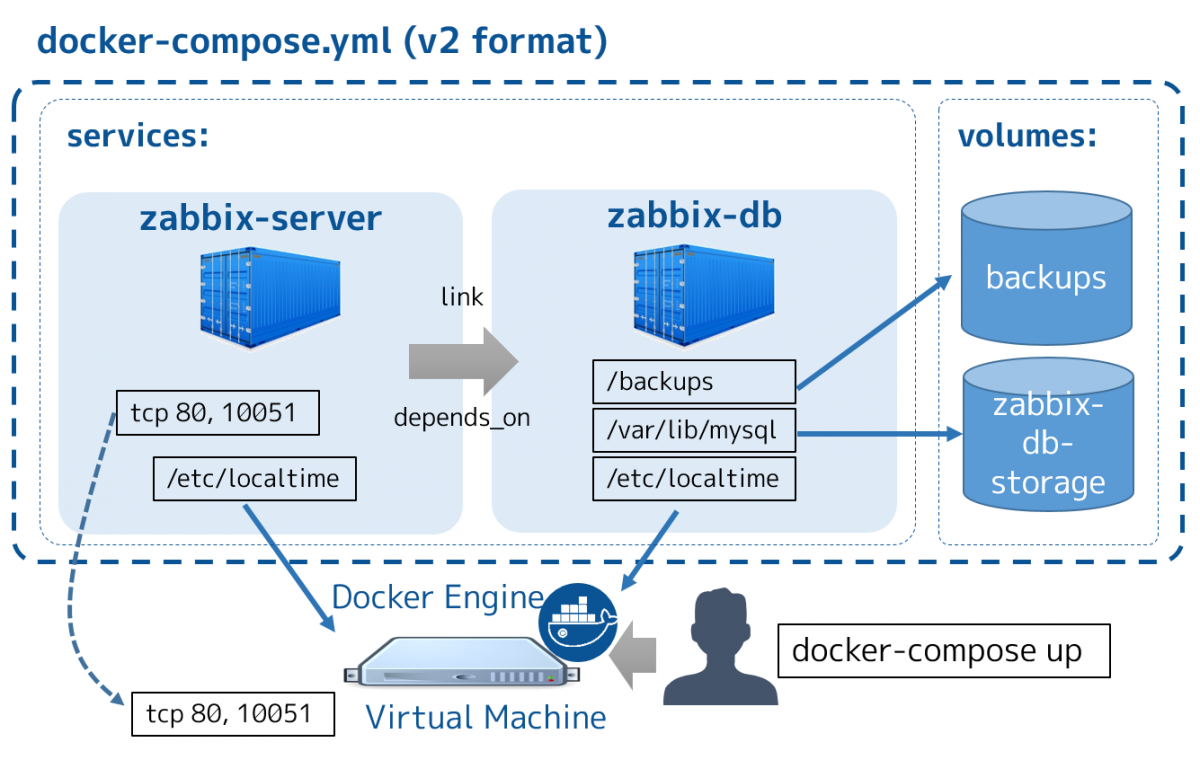 docker-compose.yml (v2 format)
services:
volumes:
zabbix-server
zabbix-db
link
depends_on
tcp 80, 10051
/etc/localtime
/backups
/var/lib/mysql
/etc/localtime
backups
zabbix-
db-
storage
Docker Engine
docker-compose up
tcp 80, 10051
Virtual Machine